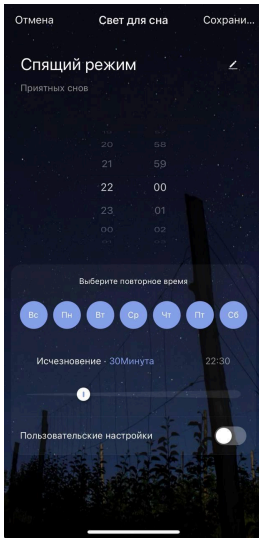 Отмена Свет для сна Сохрани...
Спящий режим
Приятных снов
20 58
21 59
22 00
23 01
00 02
Выберите повторное время
Вс Пн Вт Ср Чт Пт Сб
Исчезновение - 30Минута 22:30
Пользовательские настройки